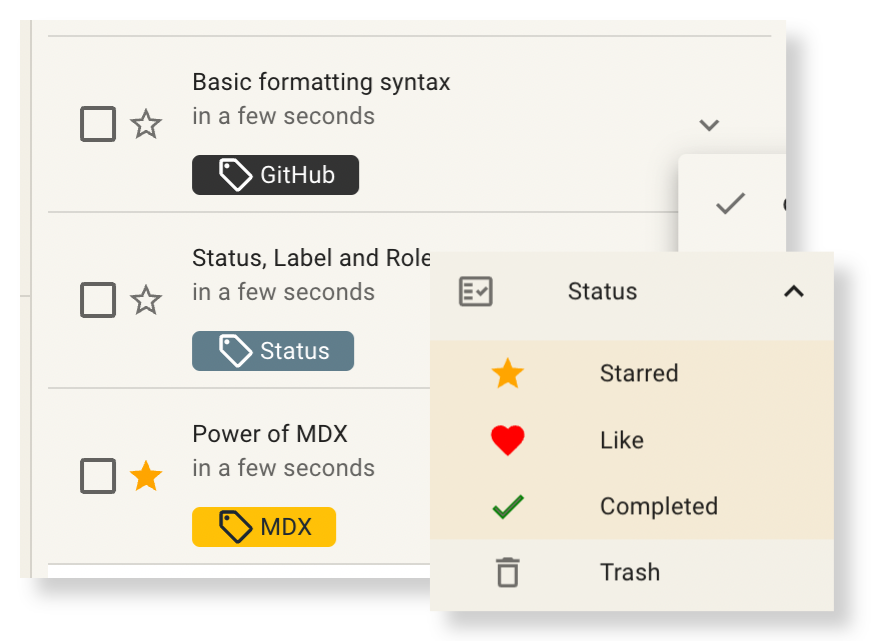 Basic formatting syntax
in a few seconds
GitHub
Status, Label and Role
in a few seconds
Status
Power of MDX
in a few seconds
MDX
Status
Starred
Like
Completed
Trash